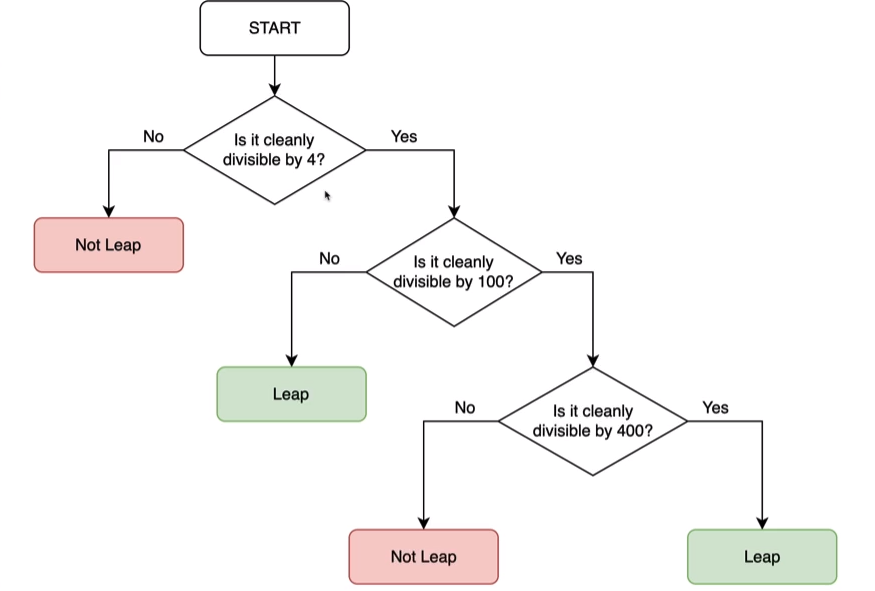 START
No
Is it cleanly
divisible by 4?
Yes
Not Leap
No
Is it cleanly
divisible by 100?
Yes
Leap
No
Is it cleanly
divisible by 400?
Yes
Not Leap
Leap